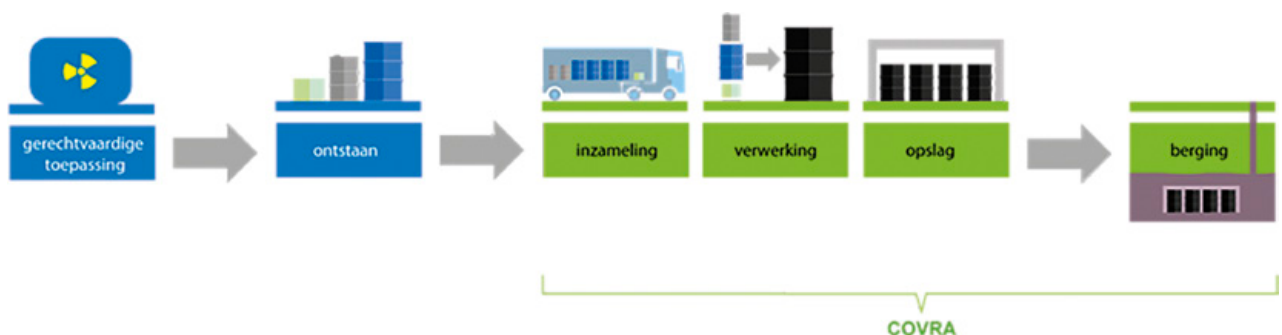 gerechtvaardige
toepassing
ontstaan
inzameling
verwerking
opslag
berging
COVRA